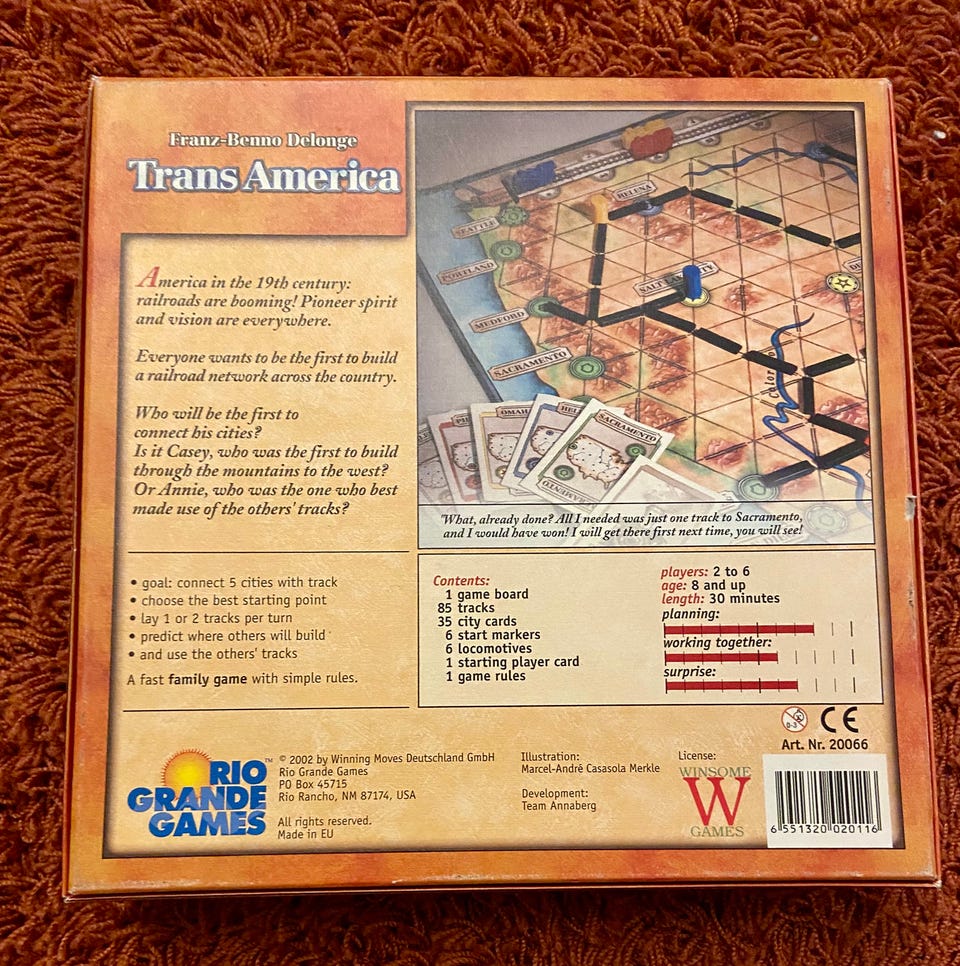 Franz-Benno Delonge
TransAmerica
America in the 19th century:
railroads are booming! Pioneer spirit
and vision are everywhere.
Everyone wants to be the first to build
a railroad network across the country.
Who will be the first to
connect his cities?
Is it Casey, who was the first to build
through the mountains to the west?
Or Annie, who was the one who best
made use of the others' tracks?
HELENA
SEATTLE
PORTLAND
SALT
TY
MEDFORD
SACRAMENTO
Color
OMAH
HEL
SACRAMENTO
"What, already done? All I needed was just one track to Sacramento,
and I would have won! I will get there first next time, you will see!
• goal: connect 5 cities with track
• choose the best starting point
• lay 1 or 2 tracks per turn
• predict where others will build
• and use the others' tracks
A fast family game with simple rules.
Contents:
1 game board
85 tracks
35 city cards
6 start markers
6 locomotives
1 starting player card
1 game rules
players: 2 to 6
age: 8 and up
length: 30 minutes
planning:
working together:
surprise:
0-3
CE
Art. Nr. 20066
RIO
GRANDE
GAMES
TM
© 2002 by Winning Moves Deutschland GmbH
Rio Grande Games
PO Box 45715
Rio Rancho, NM 87174, USA
All rights reserved.
Made in EU
Illustration:
Marcel-André Casasola Merkle
Development:
Team Annaberg
License:
WINSOME
W
GAMES
6 551320 020116